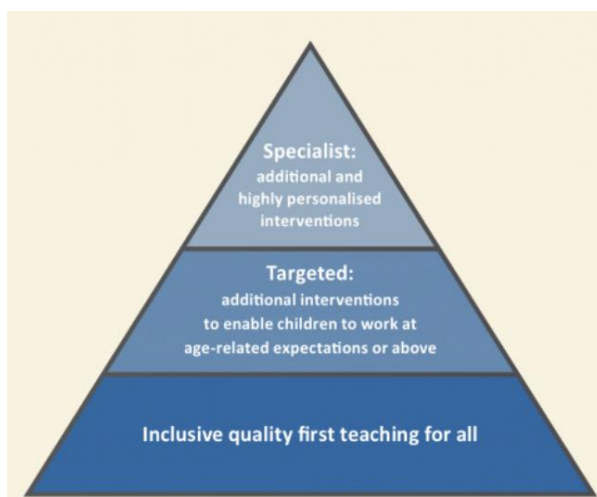 Specialist:
additional and
highly personalised
interventions
Targeted:
additional interventions
to enable children to work at
age-related expectations or above
Inclusive quality first teaching for all